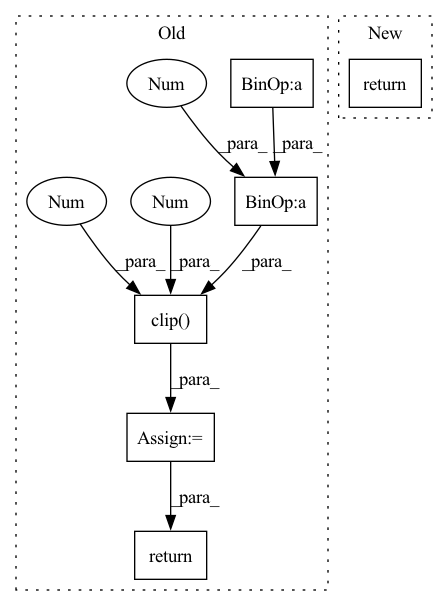 Old
New
Num
BinOp:a
return
_para_
_para_
Num
Num
BinOp:a
_para_
_para_
_para_
clip()
_para_
Assign:=
_para_
return